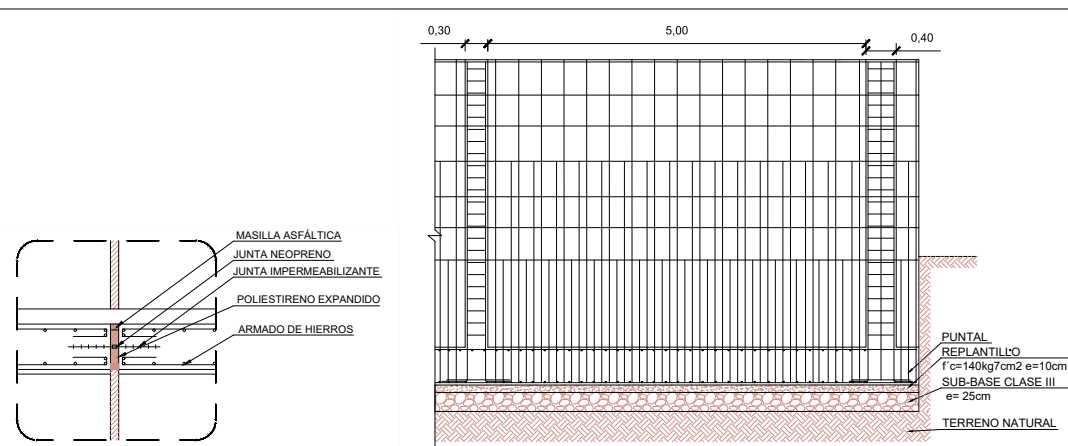 0,30
5,00
0,40
MASILLA ASFÁLTICA
JUNTA NEOPRENO
JUNTA IMPERMEABILIZANTE
POLIESTIRENO EXPANDIDO
ARMADO DE HIERROS
PUNTAL
REPLANTILLO
f´c=140kg7cm2 e=10cm
SUB-BASE CLASE III
e= 25cm
TERRENO NATURAL